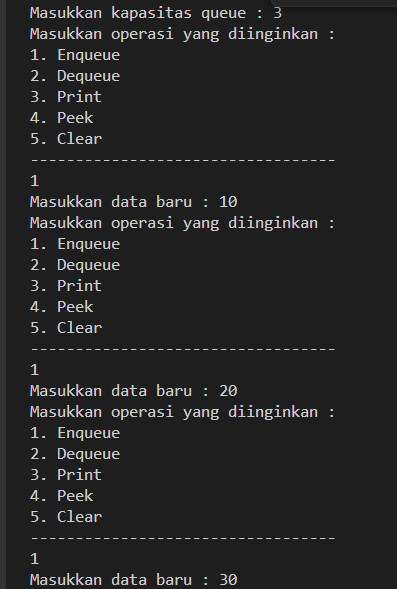 Masukkan kapasitas queue : 3
Masukkan operasi yang diinginkan :
1. Enqueue
2. Dequeue
3. Print
4. Peek
5. Clear
----------------------------------
1
Masukkan data baru : 10
Masukkan operasi yang diinginkan :
1. Enqueue
2. Dequeue
3. Print
4. Peek
5. Clear
----------------------------------
1
Masukkan data baru : 20
Masukkan operasi yang diinginkan :
1. Enqueue
2. Dequeue
3. Print
4. Peek
5. Clear
----------------------------------
1
Masukkan data baru : 30